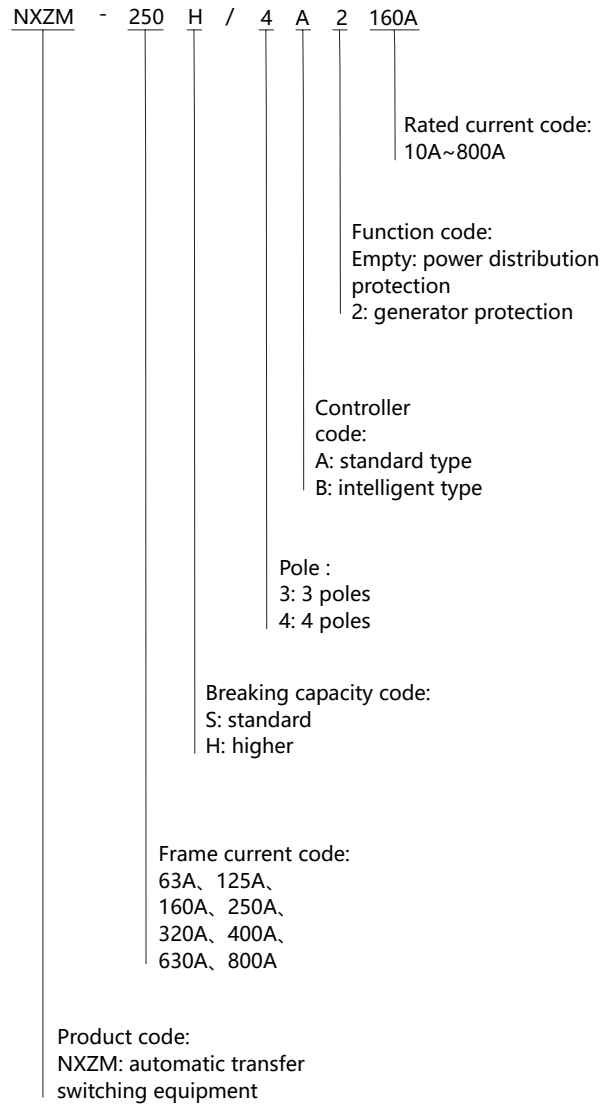 NXZM - 250 H / 4 A 2 160A
Rated current code:
10A~800A
Function code:
Empty: power distribution
protection
2: generator protection
Controller
code:
A: standard type
B: intelligent type
Pole :
3: 3 poles
4: 4 poles
Breaking capacity code:
S: standard
H: higher
Frame current code:
63A、125A、
160A、250A、
320A、400A、
630A、800A
Product code:
NXZM: automatic transfer
switching equipment